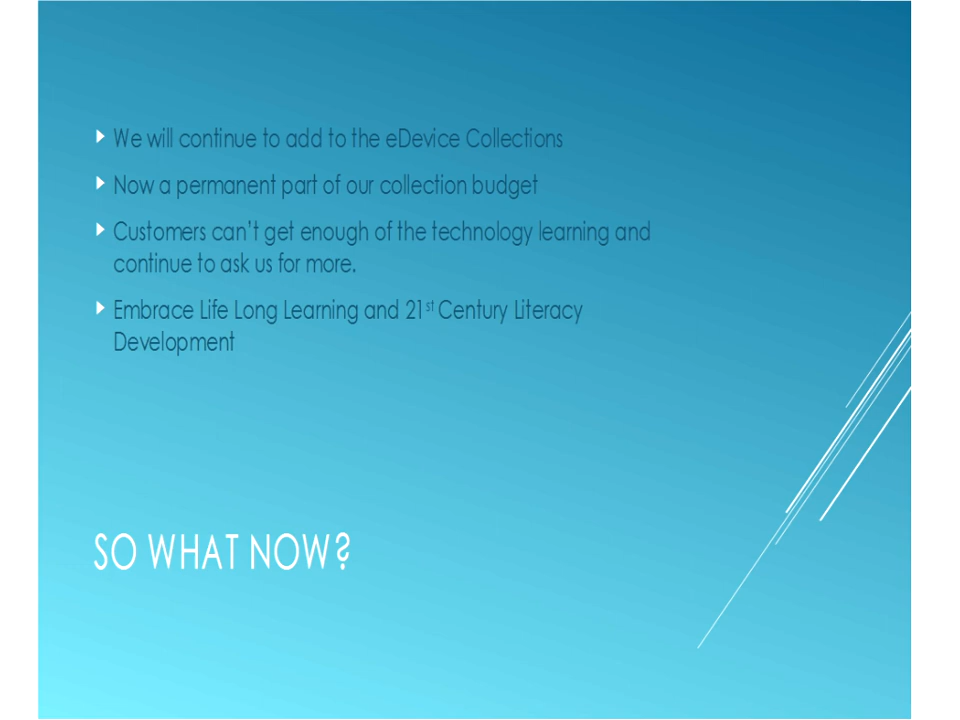 We will continue to add to the eDevice Collections
Now a permanent part of our collection budget
Customers can't get enough of the technology learning and
continue to ask us for more.
Embrace Life Long Learning and 21st Century Literacy
Development
SO WHAT NOW?